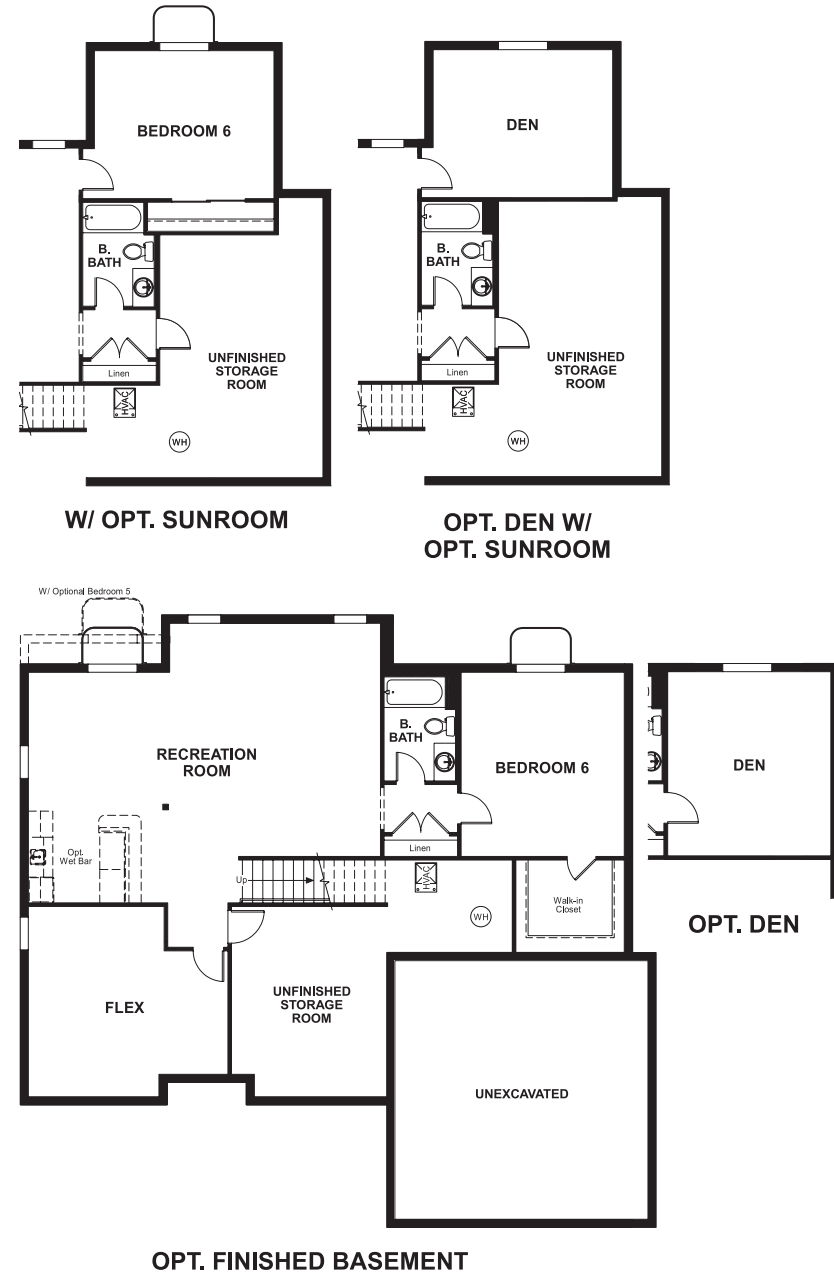 BEDROOM 6
B.
BATH
UNFINISHED
STORAGE
ROOM
Linen
HVAC
WH
W/ OPT. SUNROOM
DEN
B.
BATH
UNFINISHED
STORAGE
ROOM
Linen
HVAC
WH
OPT. DEN W/
OPT. SUNROOM
W/ Optional Bedroom 5
RECREATION
ROOM
B.
BATH
BEDROOM 6
Opt.
Wet Bar
Linen
Up
HVAC
WH
Walk-in
Closet
FLEX
UNFINISHED
STORAGE
ROOM
UNEXCAVATED
DEN
OPT. DEN
OPT. FINISHED BASEMENT